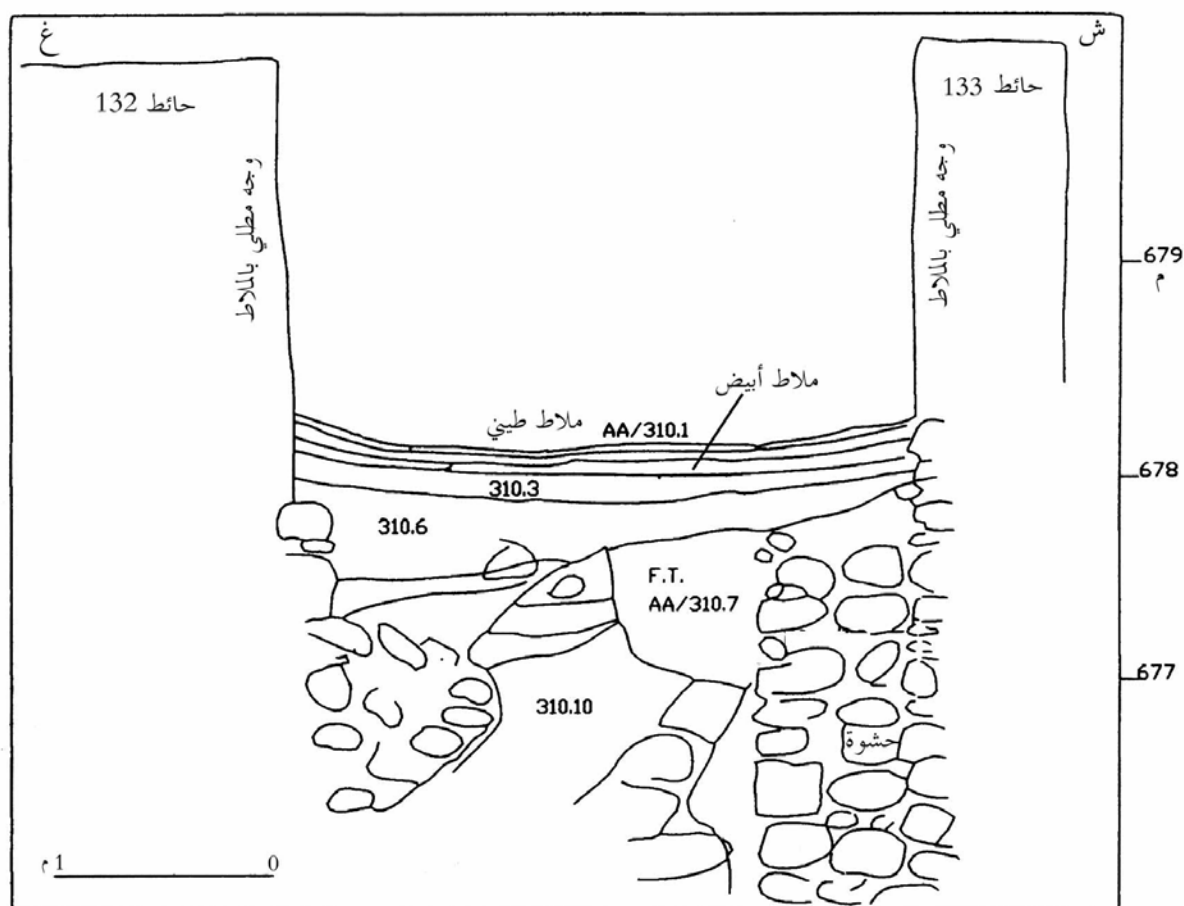 غ
ش
حائط 132
حائط 133
وجه مطلي بالملاط
وجه مطلي بالملاط
679
م
ملاط أبيض
ملاط طيني
AA/310.1
678
310.3
310.6
F.T.
AA/310.7
677
310.10
حشوة
0 1 م